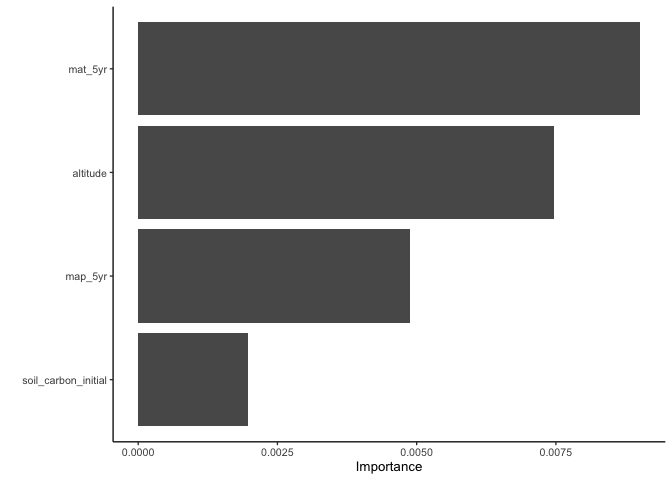 mat_5yr
altitude
map_5yr
soil_carbon_initial
0.0000
0.0025
0.0050
0.0075
Importance